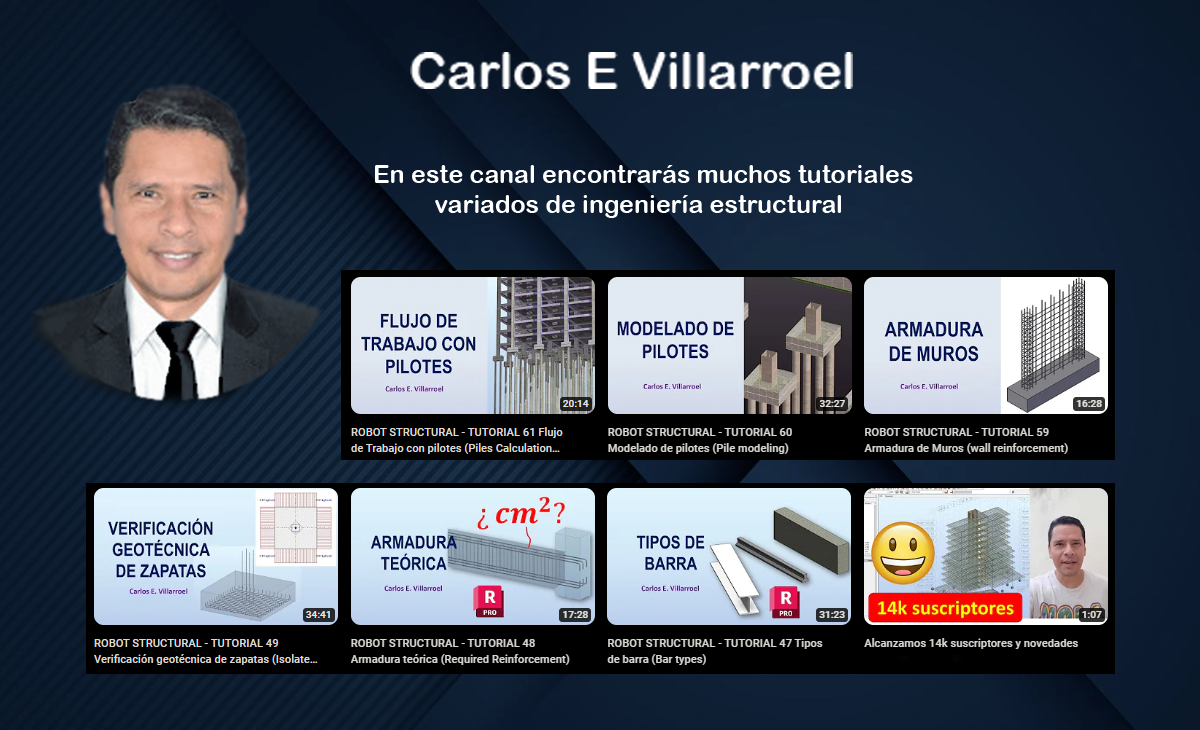 Carlos E Villarroel
En este canal encontrarás muchos tutoriales
variados de ingeniería estructural
FLUJO DE
TRABAJO CON
PILOTES
Carlos E. Villarroel
20:14
ROBOT STRUCTURAL - TUTORIAL 61 Flujo
de Trabajo con pilotes (Piles Calculation...
MODELADO DE
PILOTES
Carlos E. Villarroel
32:27
ROBOT STRUCTURAL - TUTORIAL 60
Modelado de pilotes (Pile modeling)
ARMADURA
DE MUROS
Carlos E. Villarroel
16:28
ROBOT STRUCTURAL - TUTORIAL 59
Armadura de Muros (wall reinforcement)
VERIFICACIÓN
GEOTÉCNICA
DE ZAPATAS
Carlos E. Villarroel
34:41
ROBOT STRUCTURAL - TUTORIAL 49
Verificación geotécnica de zapatas (Isolate...
¿ cm²?
ARMADURA
TEÓRICA
Carlos E. Villarroel
R
PRO
17:28
ROBOT STRUCTURAL - TUTORIAL 48
Armadura teórica (Required Reinforcement)
TIPOS DE
BARRA
Carlos E. Villarroel
R
PRO
31:23
ROBOT STRUCTURAL - TUTORIAL 47 Tipos
de barra (Bar types)
14k suscriptores
1:07
Alcanzamos 14k suscriptores y novedades